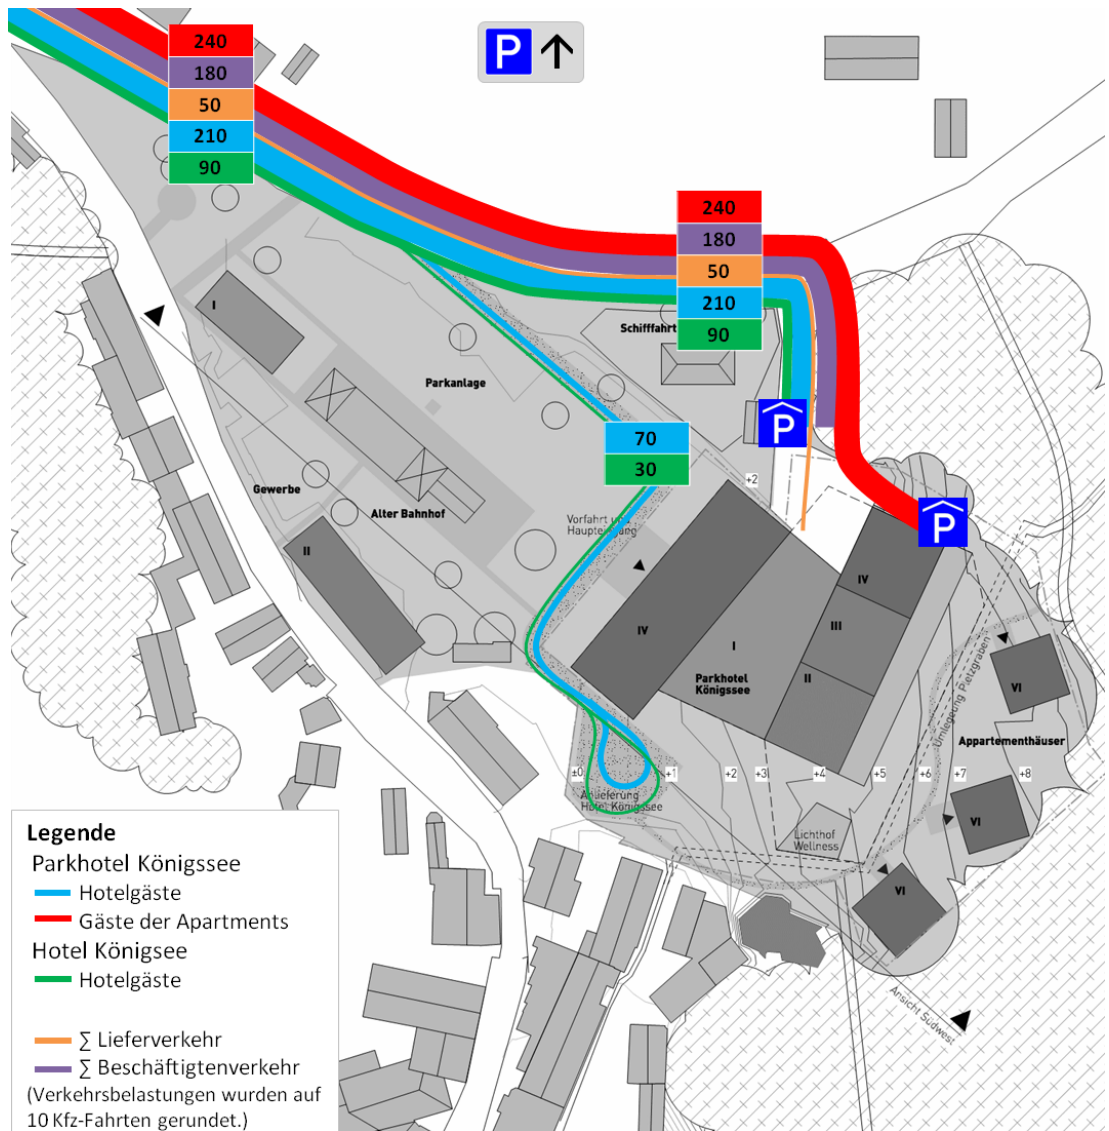 P ↑
240
180
50
210
90
240
180
50
210
90
Schifffahrt
P
I
Parkanlage
70
30
+2
Gewerbe
Alter Bahnhof
Vorfahrt und
Haupteingang
P
II
IV
IV
III
I
II
Parkhotel
Königssee
Umlegung Pletzgraben
VI
Appartementhäuser
±0
+1
+2
+3
+4
+5
+6
+7
+8
Anlieferung
Hotel Königssee
Lichthof
Wellness
VI
VI
Ansicht Südwest
Legende
Parkhotel Königssee
Hotelgäste
Gäste der Apartments
Hotel Königsee
Hotelgäste
∑ Lieferverkehr
∑ Beschäftigtenverkehr
(Verkehrsbelastungen wurden auf
10 Kfz-Fahrten gerundet.)